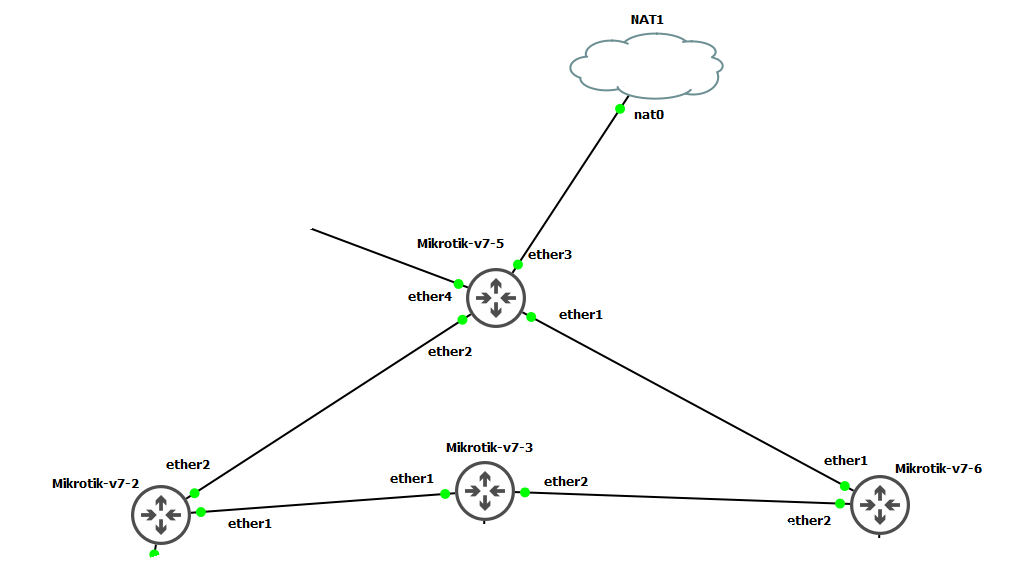 NAT1
nat0
Mikrotik-v7-5
ether3
ether4
ether1
ether2
Mikrotik-v7-3
ether2
ether1
Mikrotik-v7-6
Mikrotik-v7-2
ether1
ether2
ether1
ether2